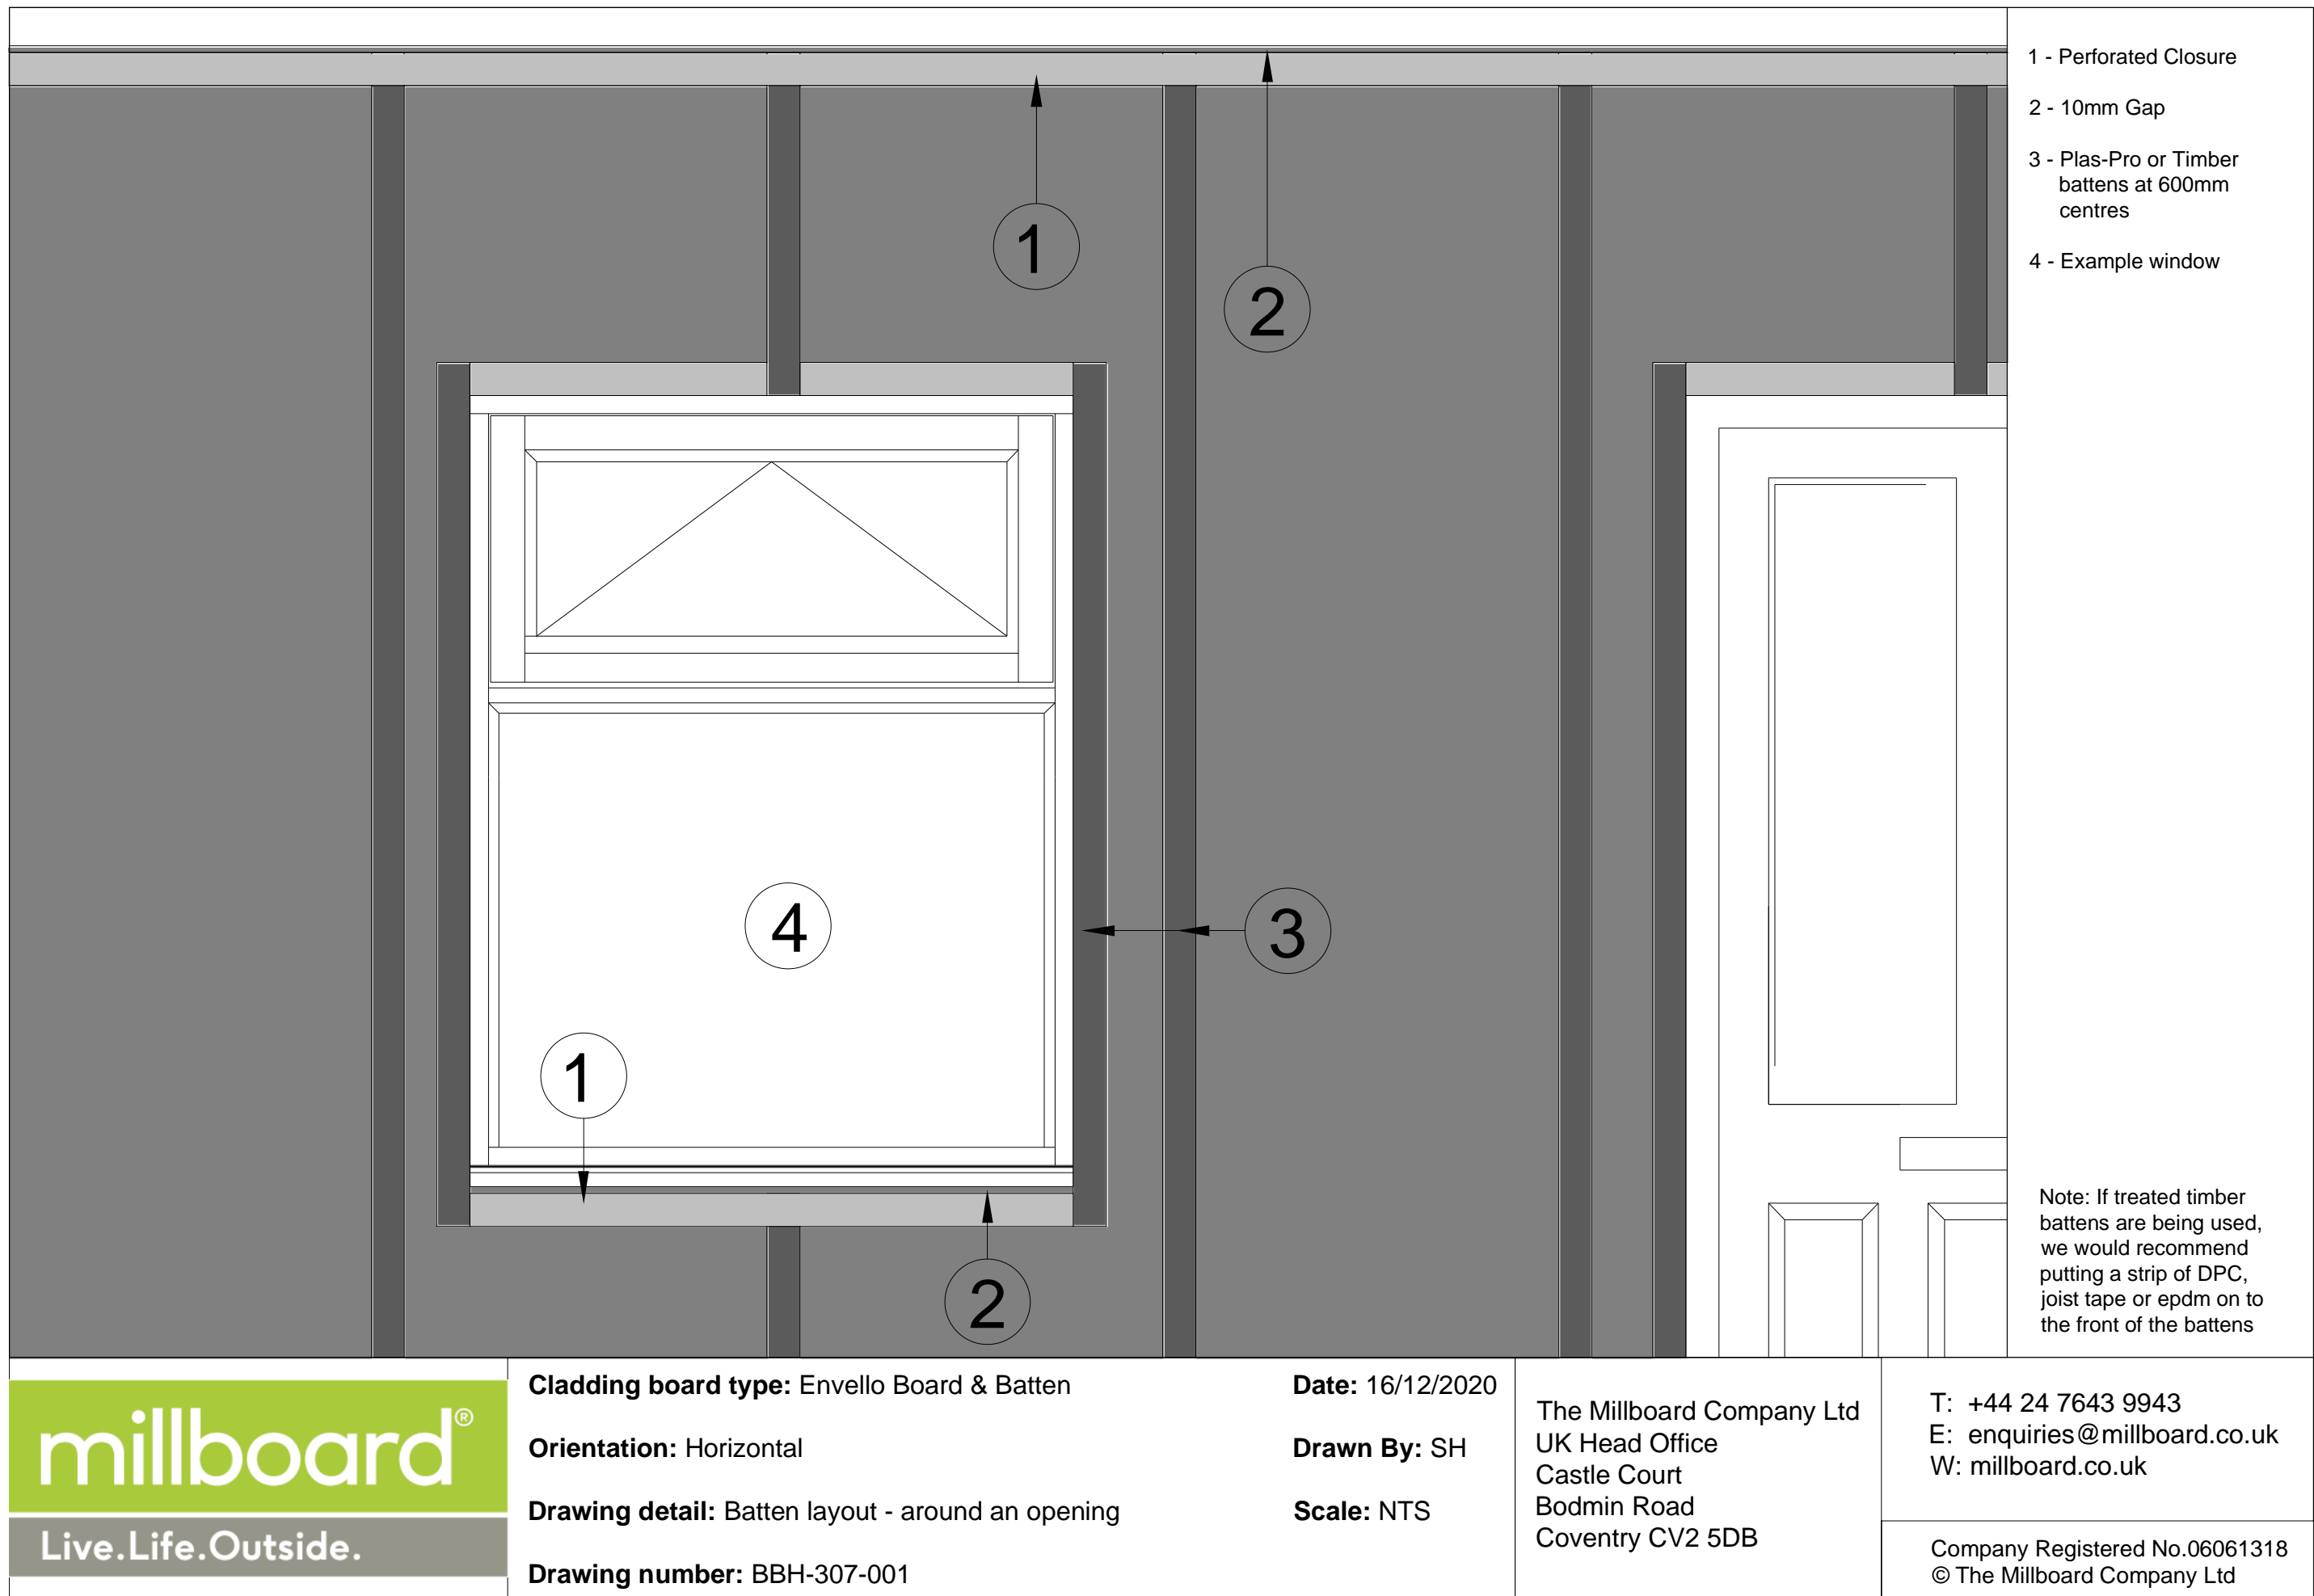 1 - Perforated Closure
2 - 10mm Gap
3 - Plas-Pro or Timber
battens at 600mm
centres
4 - Example window
1
2
3
4
1
2
Note: If treated timber
battens are being used,
we would recommend
putting a strip of DPC,
joist tape or epdm on to
the front of the battens
millboard®
Live.Life.Outside.
Cladding board type: Envello Board & Batten
Orientation: Horizontal
Drawing detail: Batten layout - around an opening
Drawing number: BBH-307-001
Date: 16/12/2020
Drawn By: SH
Scale: NTS
The Millboard Company Ltd
UK Head Office
Castle Court
Bodmin Road
Coventry CV2 5DB
T: +44 24 7643 9943
E: enquiries@millboard.co.uk
W: millboard.co.uk
Company Registered No.06061318
© The Millboard Company Ltd